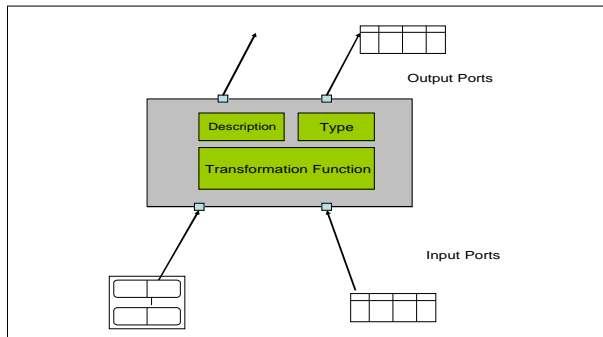 Output Ports
Description
Type
Transformation Function
Input Ports